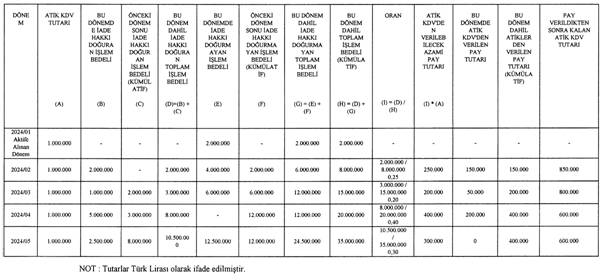 DÖNE
M
ATİK KDV
TUTARI
(A)
BU
DÖNEMD
E İADE
HAKKI
DOĞURA
N İŞLEM
BEDELİ
(B)
ÖNCEKİ
DÖNEM
SONU
İADE
HAKKI
DOĞUR
AN
İŞLEM
BEDELİ
(KÜMÜL
ATİF)
(C)
BU
DÖNEM
DAHİL
İADE
HAKKI
DOĞURA
N
TOPLAM
İŞLEM
BEDELİ
(D)=(B) +
(C)
BU
DÖNEMDE
İADE
HAKKI
DOĞURM
AYAN
İŞLEM
BEDELİ
(E)
ÖNCEKİ
DÖNEM
SONU İADE
HAKKI
DOĞURMA
YAN İŞLEM
BEDELİ
(KÜMÜLAT
İF)
(F)
BU
DÖNEM
DAHİL
İADE
HAKKI
DOĞURMA
YAN
TOPLAM
İŞLEM
BEDELİ
(G) = (E) +
(F)
BU
DÖNEM
DAHİL
TOPLAM
İŞLEM
BEDELİ
(KÜMÜLA
TİF)
(H) = (D) +
(G)
ORAN
(I) = (D) /
(H)
ATİK
KDV'DE
N
VERİLEB
İLECEK
AZAMİ
PAY
TUTARI
(I) * (A)
BU
DÖNEMDE
ATİK
KDV'DEN
VERİLEN
PAY
TUTARI
BU DÖNEM
DAHİL
ATİKLER
DEN
VERİLEN
PAY
TUTARI
(KÜMÜLA
TİF)
PAY
VERİLDİKTEN
SONRA KALAN
ATİK KDV
TUTARI
2024/01
Aktife
Alınan
Dönem
1.000.000 - - - 2.000.000 - 2.000.000 2.000.000 - - - - -
2024/02 1.000.000 2.000.000 - 2.000.000 4.000.000 2.000.000 6.000.000 8.000.000 2.000.000 / 8.000.000 0,25 250.000 150.000 150.000 850.000
2024/03 1.000.000 1.000.000 2.000.000 3.000.000 6.000.000 6.000.000 12.000.000 15.000.000 3.000.000 / 15.000.000 0,20 200.000 50.000 200.000 800.000
2024/04 1.000.000 5.000.000 3.000.000 8.000.000 - 12.000.000 12.000.000 20.000.000 8.000.000 / 20.000.000 0,40 400.000 200.000 400.000 600.000
2024/05 1.000.000 2.500.000 8.000.000 10.500.00 0 12.500.000 12.000.000 24.500.000 35.000.000 10.500.000 / 35.000.000 0,30 300.000 0 400.000 600.000
NOT : Tutarlar Türk Lirası olarak ifade edilmiştir.